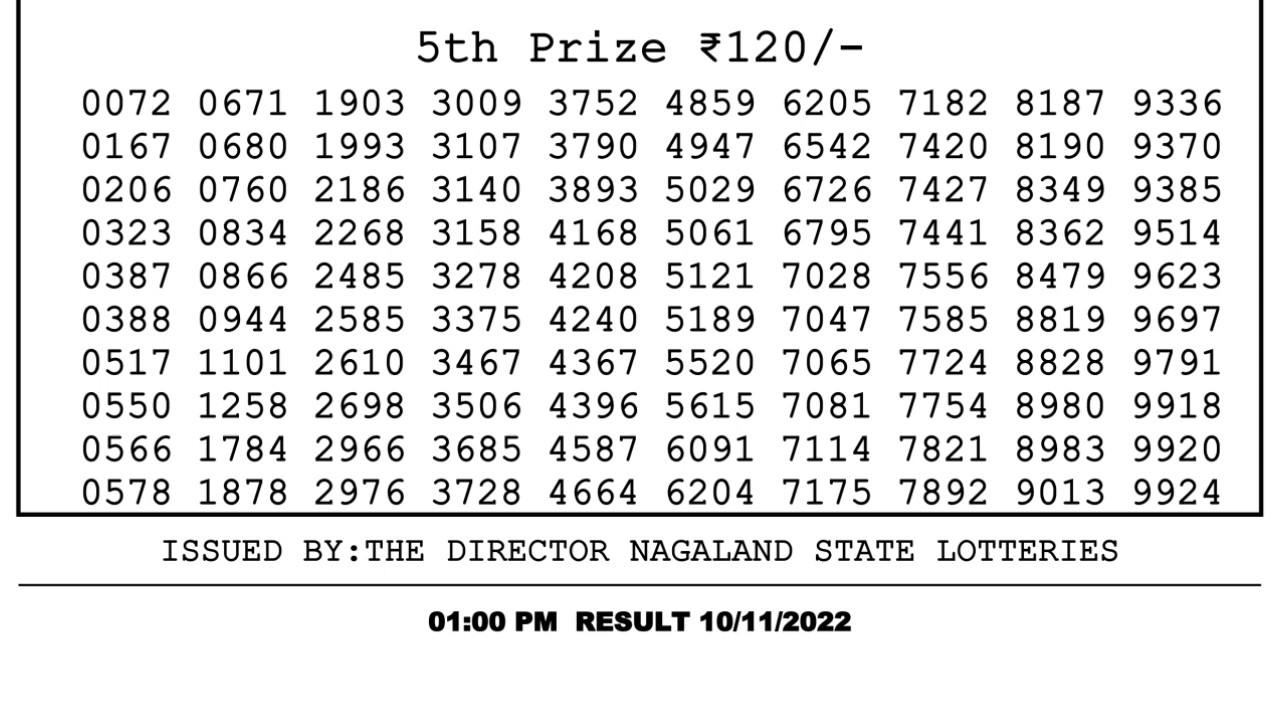 5th Prize ₹120/-
0072 0671 1903 3009 3752 4859 6205 7182 8187 9336
0167 0680 1993 3107 3790 4947 6542 7420 8190 9370
0206 0760 2186 3140 3893 5029 6726 7427 8349 9385
0323 0834 2268 3158 4168 5061 6795 7441 8362 9514
0387 0866 2485 3278 4208 5121 7028 7556 8479 9623
0388 0944 2585 3375 4240 5189 7047 7585 8819 9697
0517 1101 2610 3467 4367 5520 7065 7724 8828 9791
0550 1258 2698 3506 4396 5615 7081 7754 8980 9918
0566 1784 2966 3685 4587 6091 7114 7821 8983 9920
0578 1878 2976 3728 4664 6204 7175 7892 9013 9924
ISSUED BY:THE DIRECTOR NAGALAND STATE LOTTERIES
01:00 PM RESULT 10/11/2022